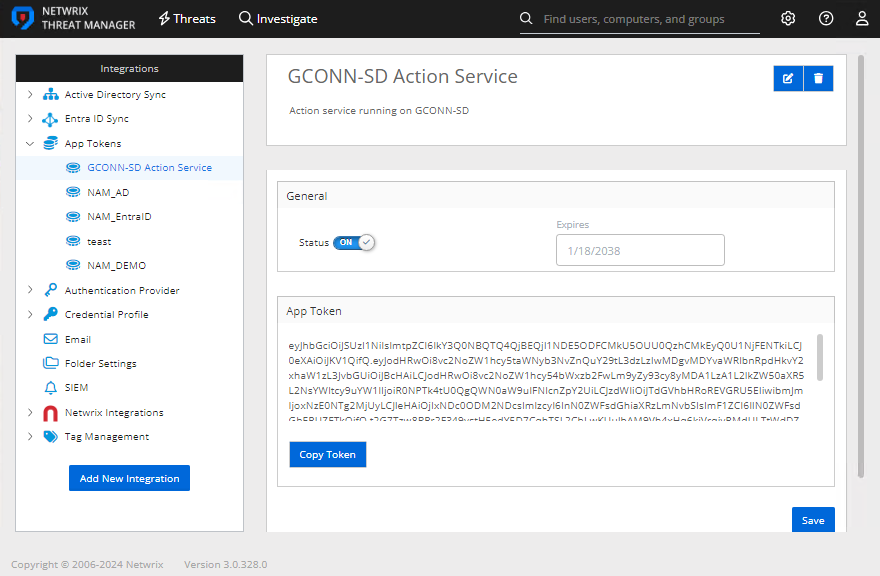 NETWRIX
THREAT MANAGER
Threats
Investigate
Find users, computers, and groups
Integrations
Active Directory Sync
Entra ID Sync
App Tokens
GCONN-SD Action Service
NAM_AD
NAM_EntraID
teast
NAM_DEMO
Authentication Provider
Credential Profile
Email
Folder Settings
SIEM
Netwrix Integrations
Tag Management
Add New Integration
GCONN-SD Action Service
Action service running on GCONN-SD
General
Status
ON
Expires
1/18/2038
App Token
Copy Token
Save
Copyright © 2006-2024 Netwrix
Version 3.0.328.0